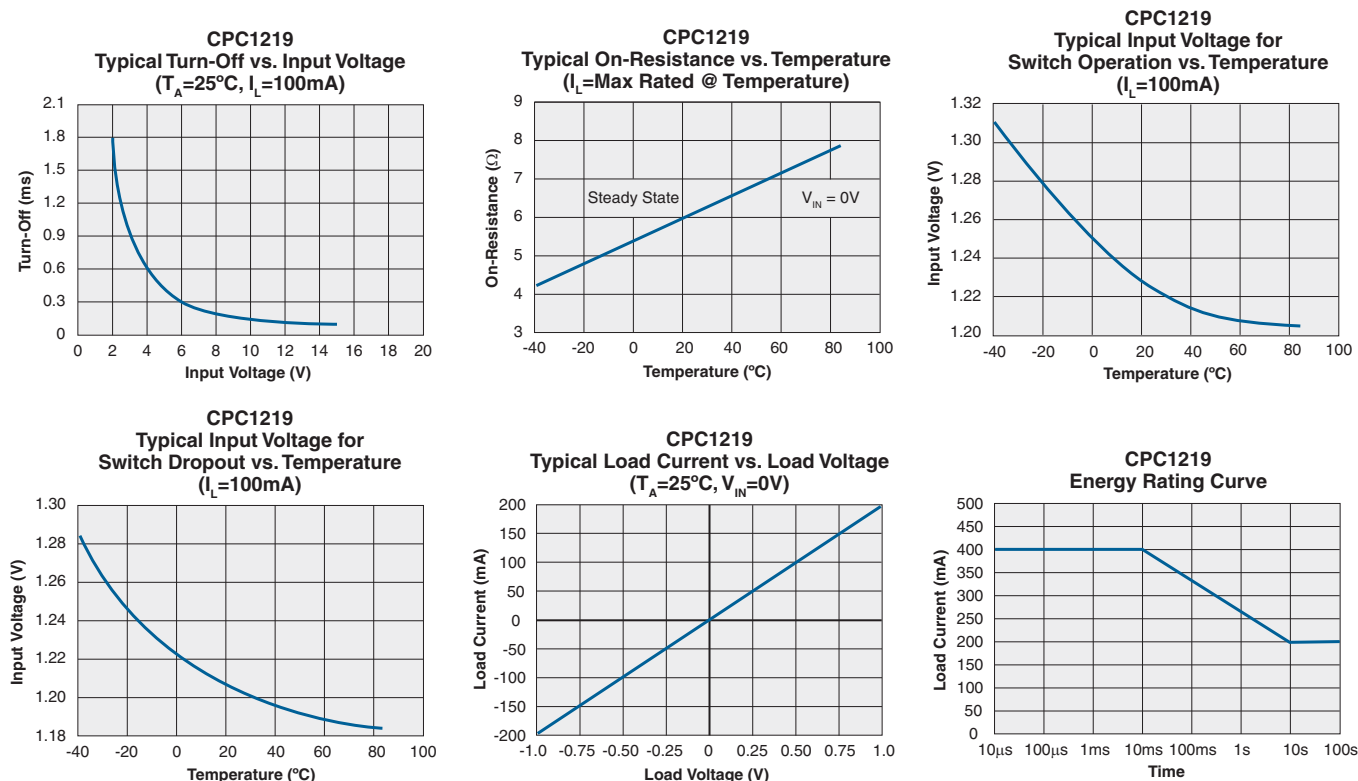 CPC1219
Typical Turn-Off vs. Input Voltage
(T_A=25ºC, I_L=100mA)
Turn-Off (ms)
2.1
1.8
1.5
1.2
0.9
0.6
0.3
0
0 2 4 6 8 10 12 14 16 18 20
Input Voltage (V)
CPC1219
Typical On-Resistance vs. Temperature
(I_L=Max Rated @ Temperature)
On-Resistance (Ω)
9
8
7
6
5
4
3
Steady State
V_IN = 0V
-40 -20 0 20 40 60 80 100
Temperature (ºC)
CPC1219
Typical Input Voltage for
Switch Operation vs. Temperature
(I_L=100mA)
Input Voltage (V)
1.32
1.30
1.28
1.26
1.24
1.22
1.20
-40 -20 0 20 40 60 80 100
Temperature (ºC)
CPC1219
Typical Input Voltage for
Switch Dropout vs. Temperature
(I_L=100mA)
Input Voltage (V)
1.30
1.26
1.24
1.22
1.20
1.18
-40 -20 0 20 40 60 80 100
Temperature (ºC)
CPC1219
Typical Load Current vs. Load Voltage
(T_A=25ºC, V_IN=0V)
Load Current (mA)
200
150
100
50
0
-50
-100
-150
-200
-1.0 -0.75 -0.50 -0.25 0 0.25 0.50 0.75 1.0
Load Voltage (V)
CPC1219
Energy Rating Curve
Load Current (mA)
500
450
400
350
300
250
200
150
100
50
0
10µs 100µs 1ms 10ms 100ms 1s 10s 100s
Time